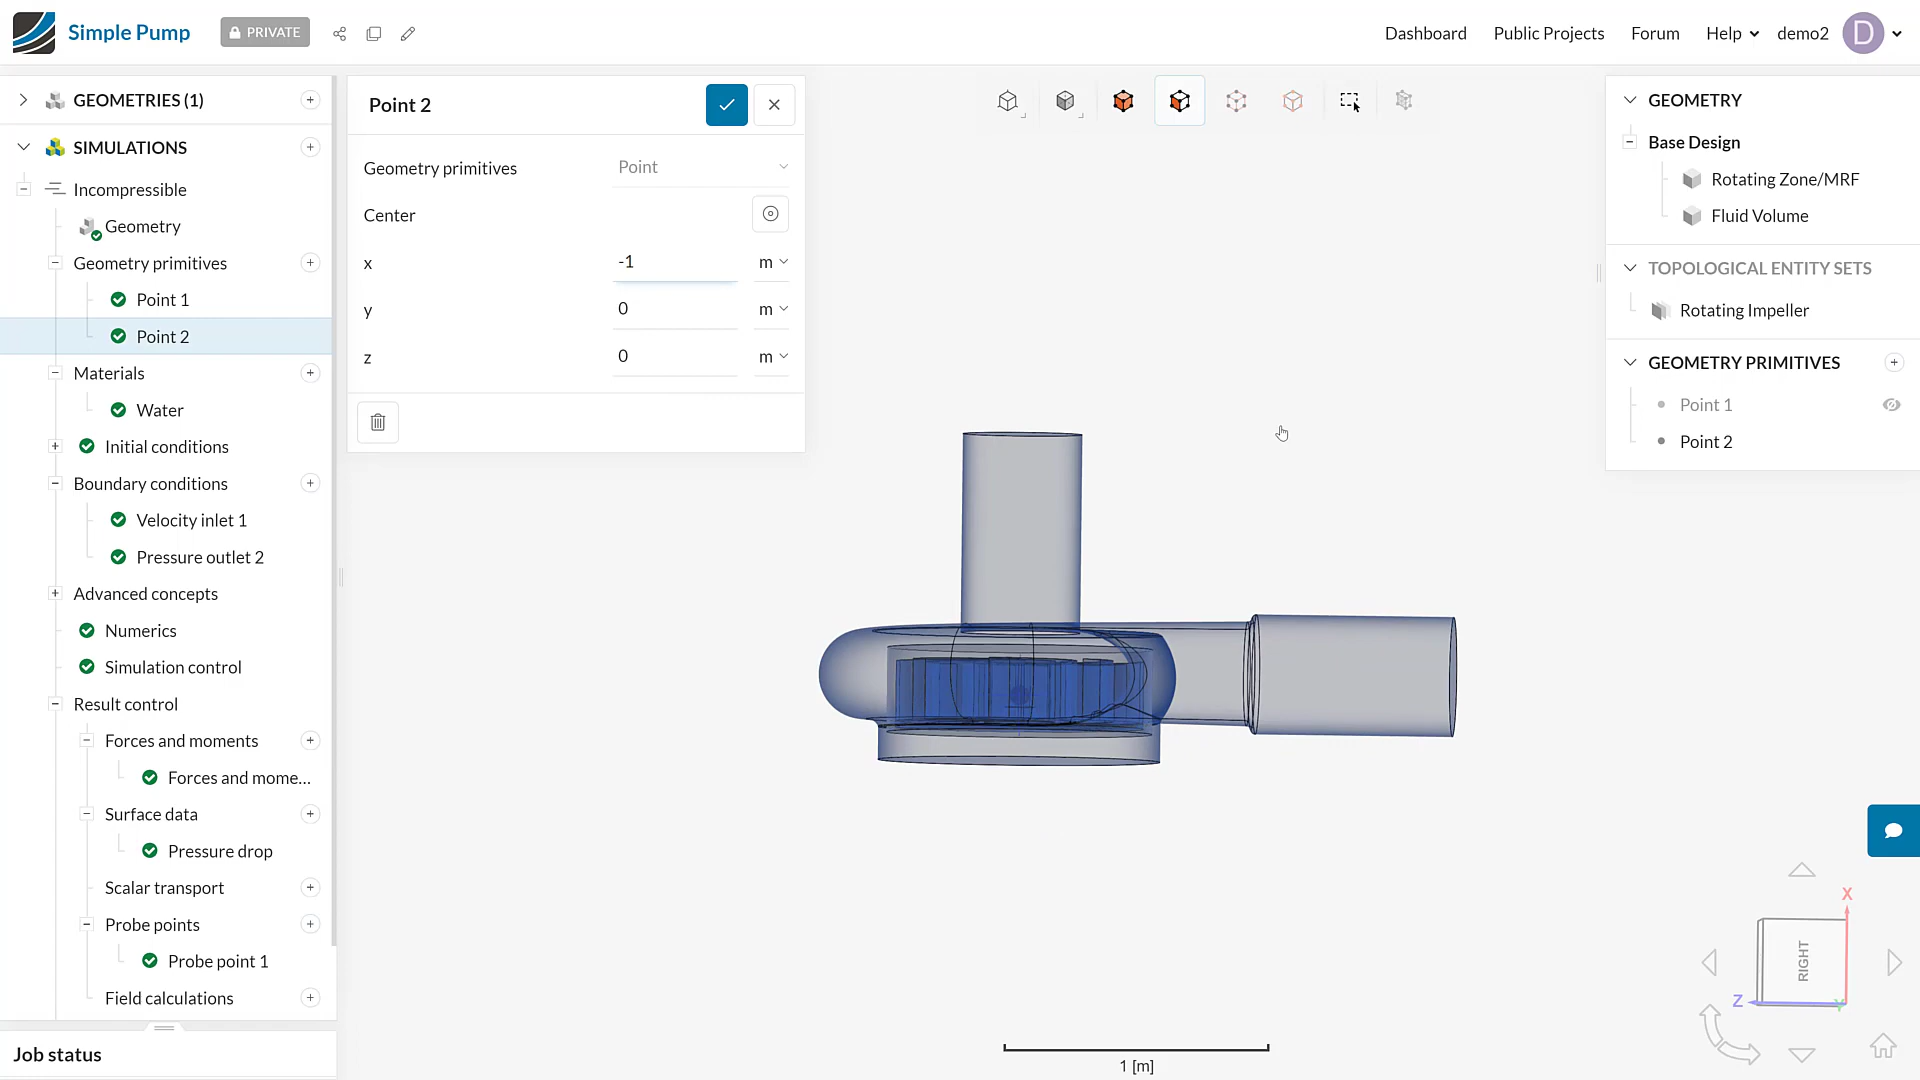 Simple Pump
PRIVATE
Dashboard
Public Projects
Forum
Help
demo2
D
GEOMETRIES (1)
SIMULATIONS
Incompressible
Geometry
Geometry primitives
Point 1
Point 2
Materials
Water
Initial conditions
Boundary conditions
Velocity inlet 1
Pressure outlet 2
Advanced concepts
Numerics
Simulation control
Result control
Forces and moments
Forces and mome...
Surface data
Pressure drop
Scalar transport
Probe points
Probe point 1
Field calculations
Job status
Point 2
Geometry primitives
Point
Center
x
-1
m
y
0
m
z
0
m
GEOMETRY
Base Design
Rotating Zone/MRF
Fluid Volume
TOPOLOGICAL ENTITY SETS
Rotating Impeller
GEOMETRY PRIMITIVES
Point 1
Point 2
X
RIGHT
Z
Y
1 [m]